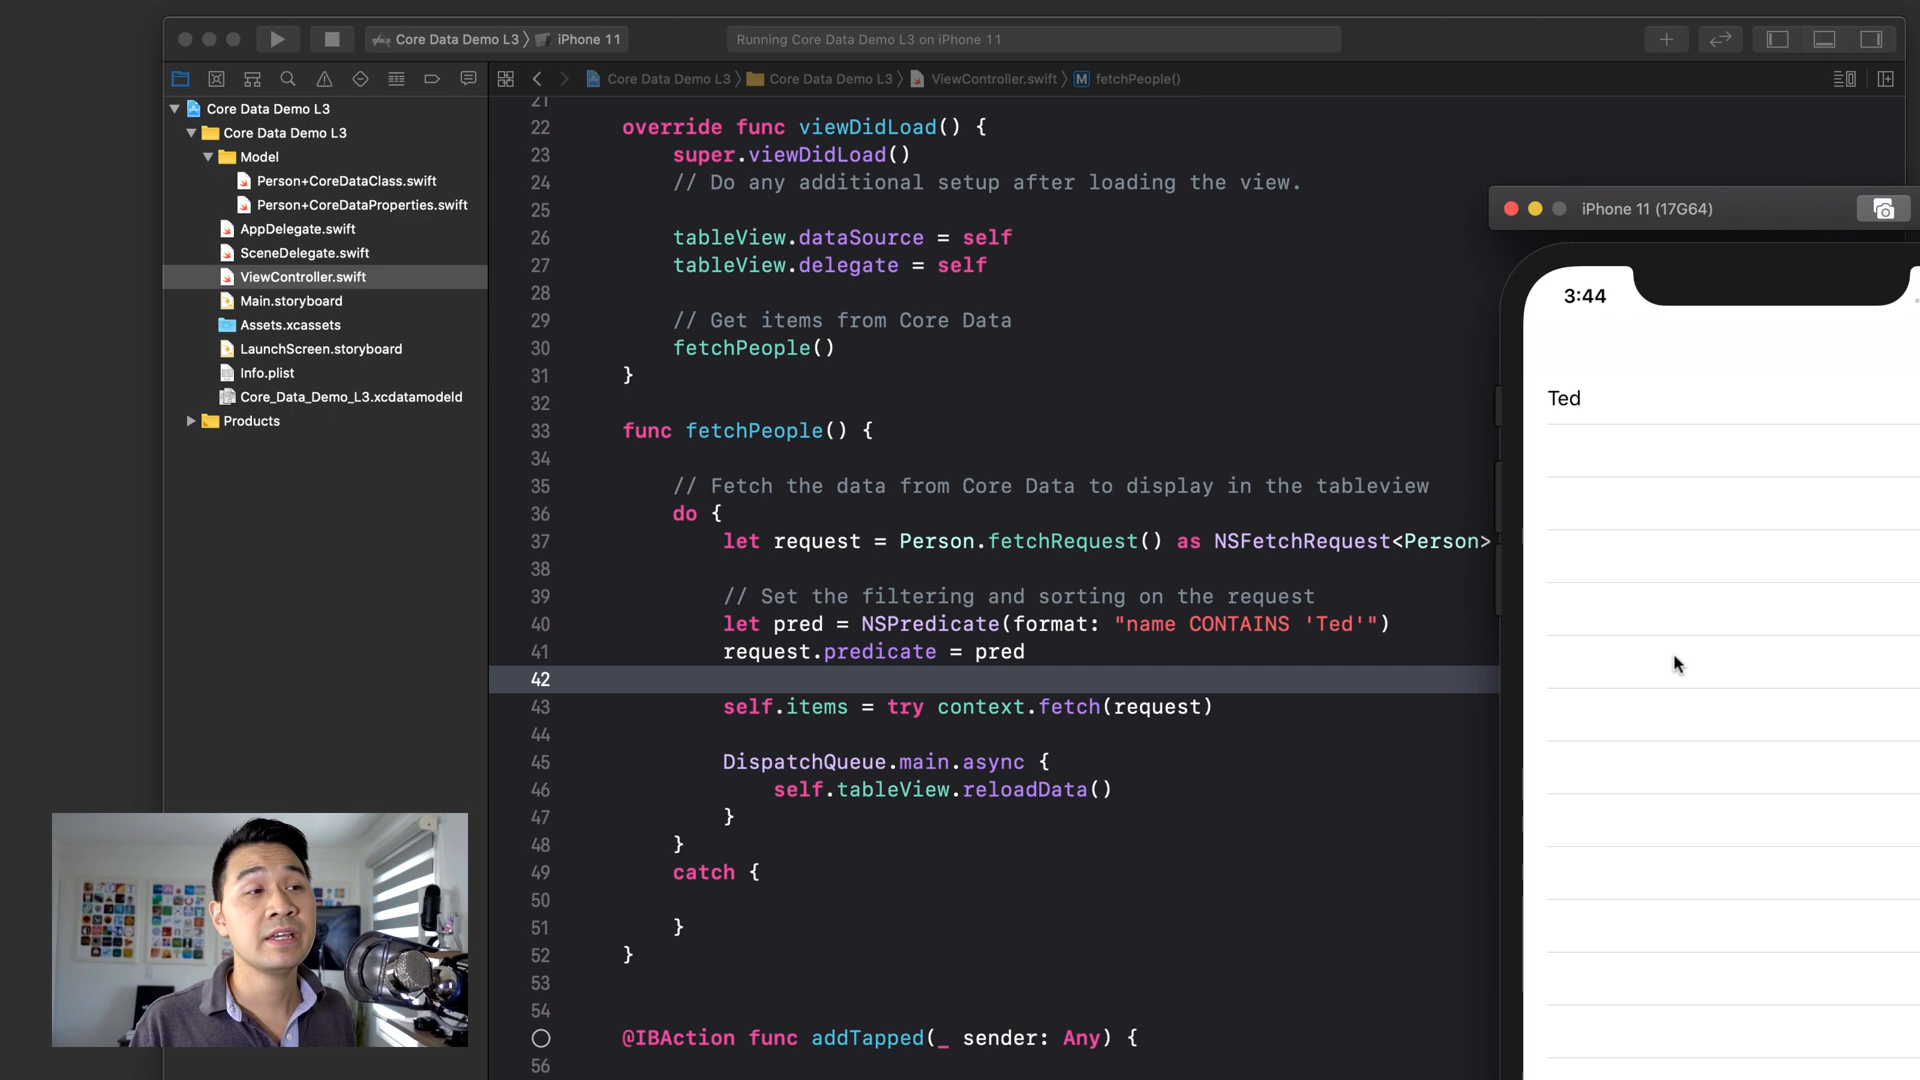 Core Data Demo L3 iPhone 11
Running Core Data Demo L3 on iPhone 11
Core Data Demo L3 Core Data Demo L3 ViewController.swift M fetchPeople()
Core Data Demo L3
Core Data Demo L3
Model
Person+CoreDataClass.swift
Person+CoreDataProperties.swift
AppDelegate.swift
SceneDelegate.swift
ViewController.swift
Main.storyboard
Assets.xcassets
LaunchScreen.storyboard
Info.plist
Core_Data_Demo_L3.xcdatamodeld
Products
21
22 override func viewDidLoad() {
23 super.viewDidLoad()
24 // Do any additional setup after loading the view.
25
26 tableView.dataSource = self
27 tableView.delegate = self
28
29 // Get items from Core Data
30 fetchPeople()
31 }
32
33 func fetchPeople() {
34
35 // Fetch the data from Core Data to display in the tableview
36 do {
37 let request = Person.fetchRequest() as NSFetchRequest<Person>
38
39 // Set the filtering and sorting on the request
40 let pred = NSPredicate(format: "name CONTAINS 'Ted'")
41 request.predicate = pred
42
43 self.items = try context.fetch(request)
44
45 DispatchQueue.main.async {
46 self.tableView.reloadData()
47 }
48 }
49 catch {
50
51 }
52 }
53
54
@IBAction func addTapped(_ sender: Any) {
56
iPhone 11 (17G64)
3:44
Ted